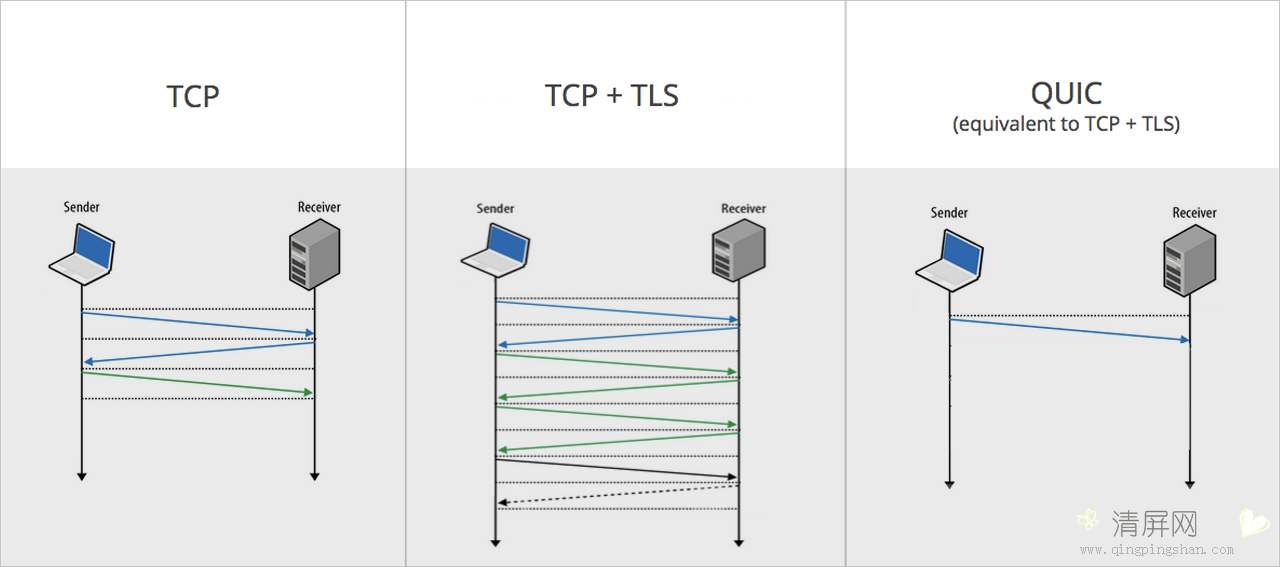 TCP
TCP + TLS
QUIC
(equivalent to TCP + TLS)
Sender
Receiver
Sender
Receiver
Sender
Receiver
清屏网
www.qingpingshan.com